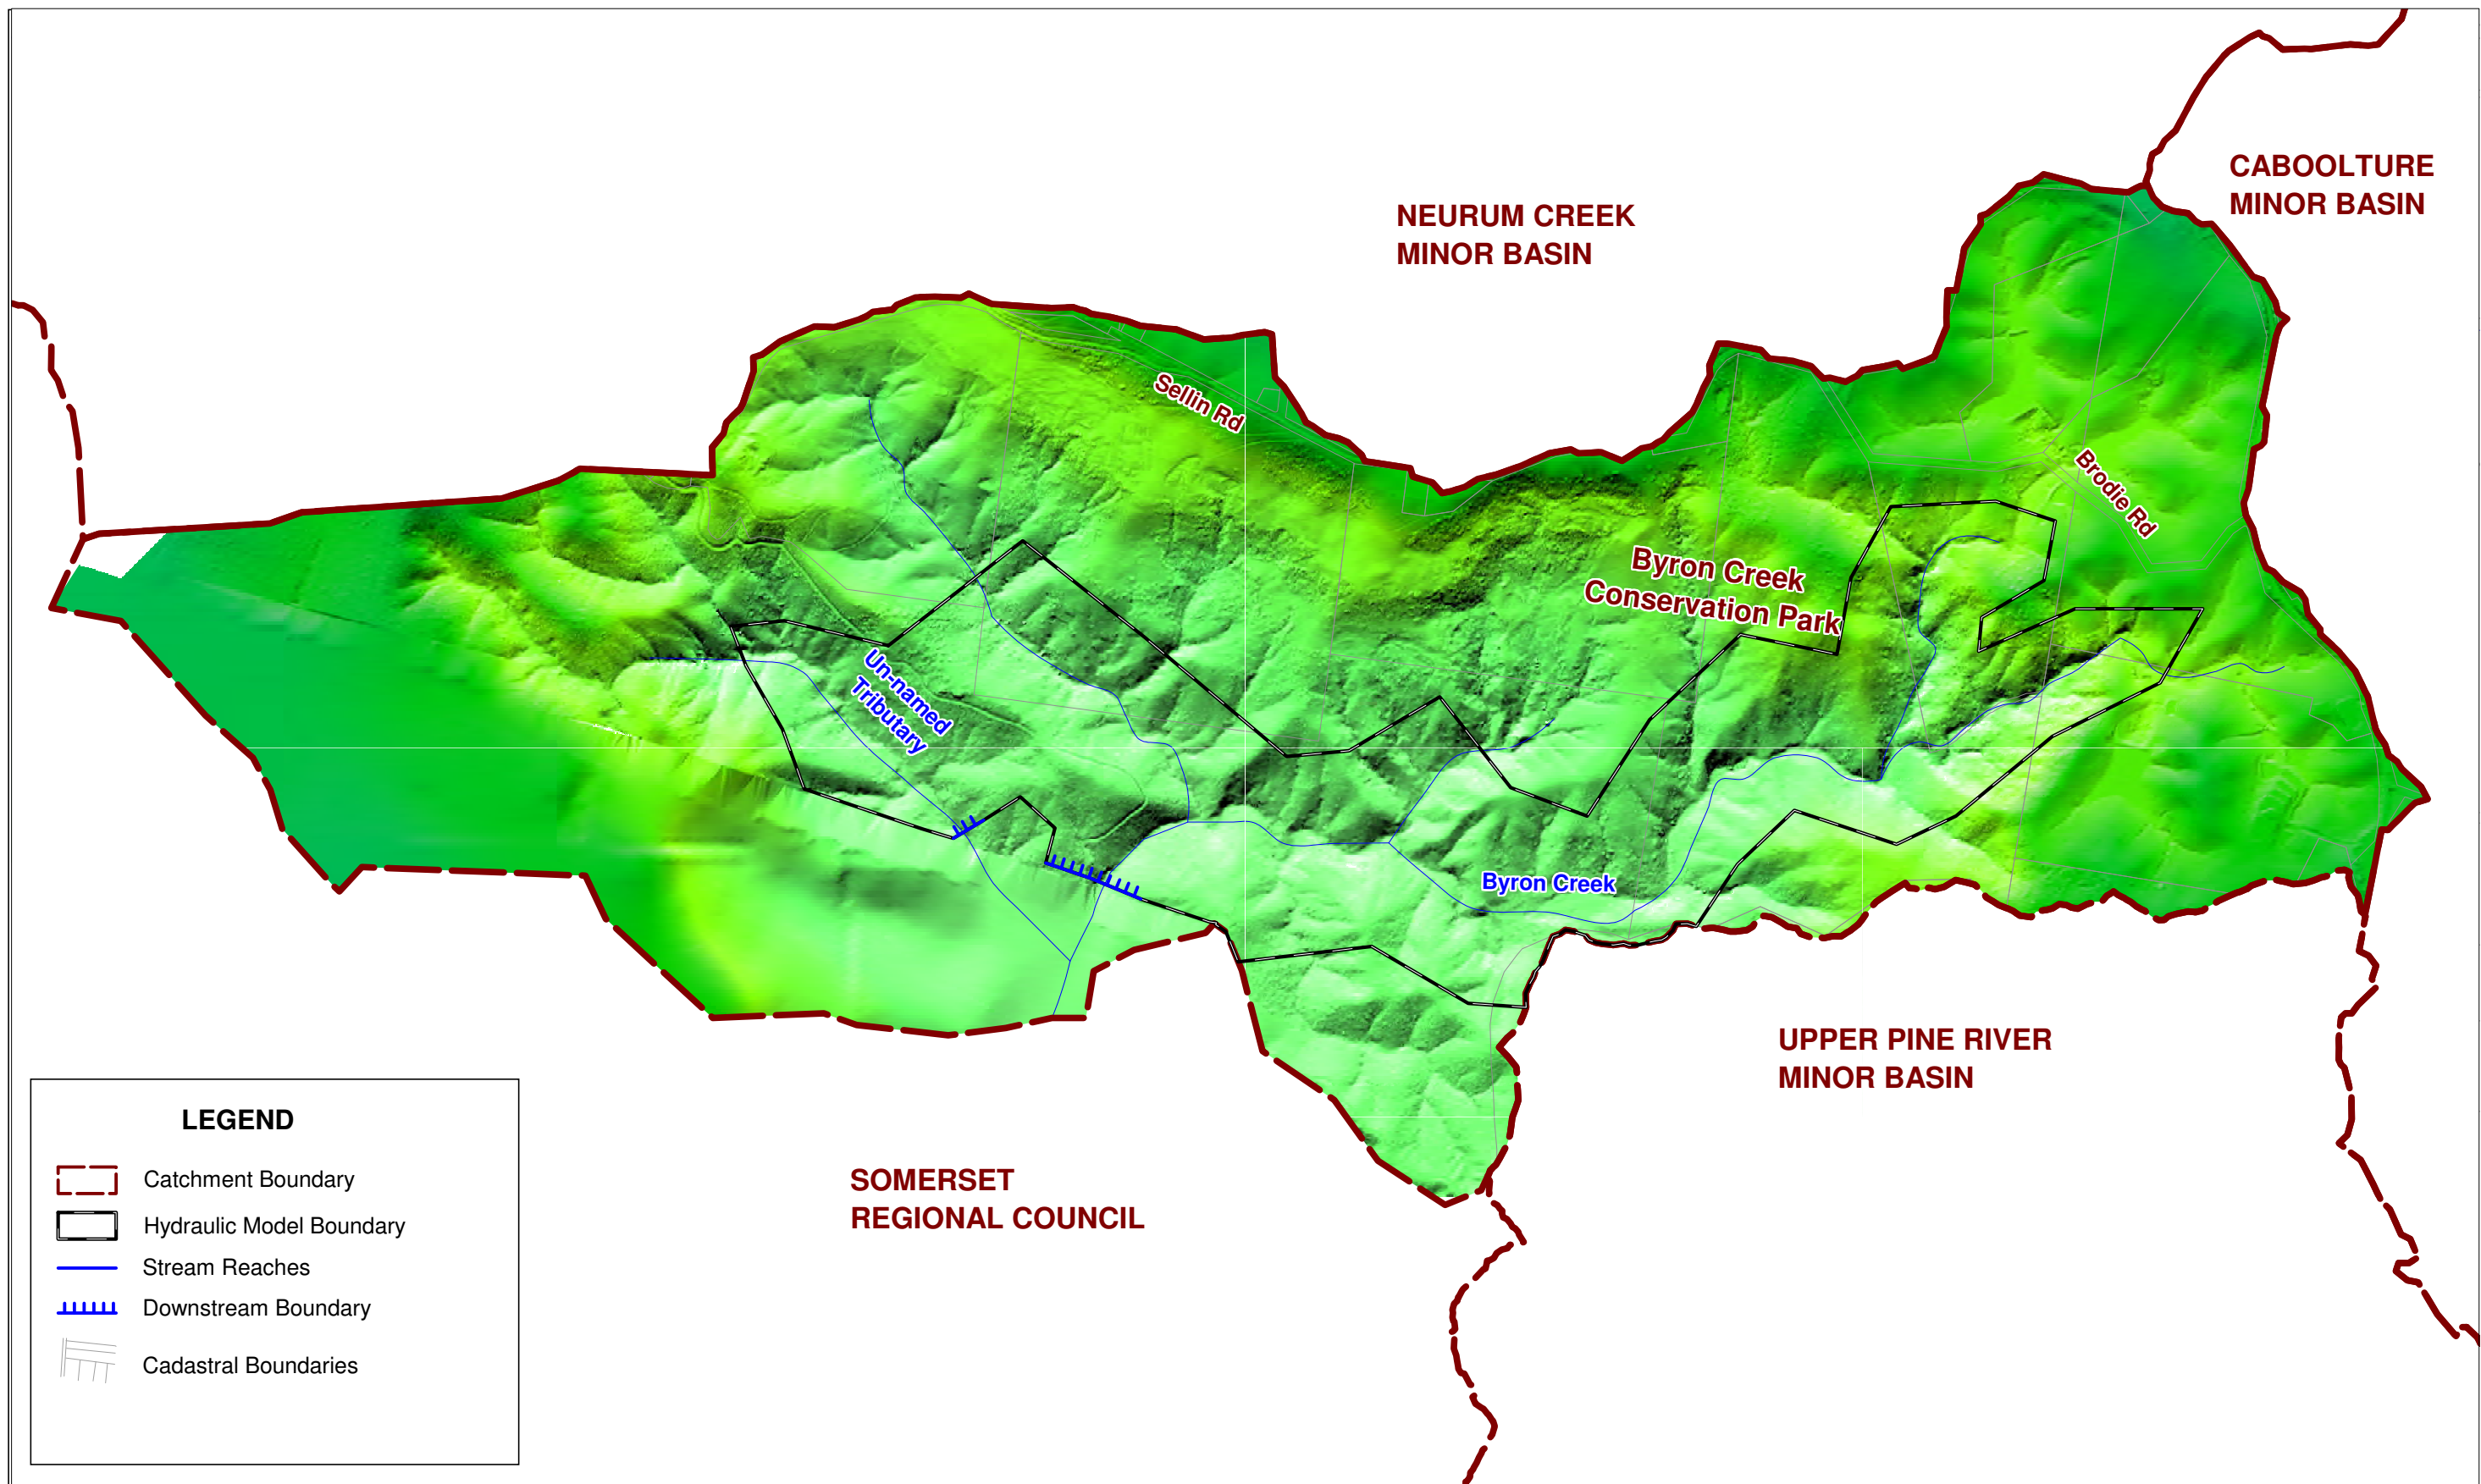 CABOOLTURE
MINOR BASIN
NEURUM CREEK
MINOR BASIN
Sellin Rd
Brodie Rd
Byron Creek
Conservation Park
Un-named
Tributary
Byron Creek
UPPER PINE RIVER
MINOR BASIN
SOMERSET
REGIONAL COUNCIL
LEGEND
Catchment Boundary
Hydraulic Model Boundary
Stream Reaches
Downstream Boundary
Cadastral Boundaries